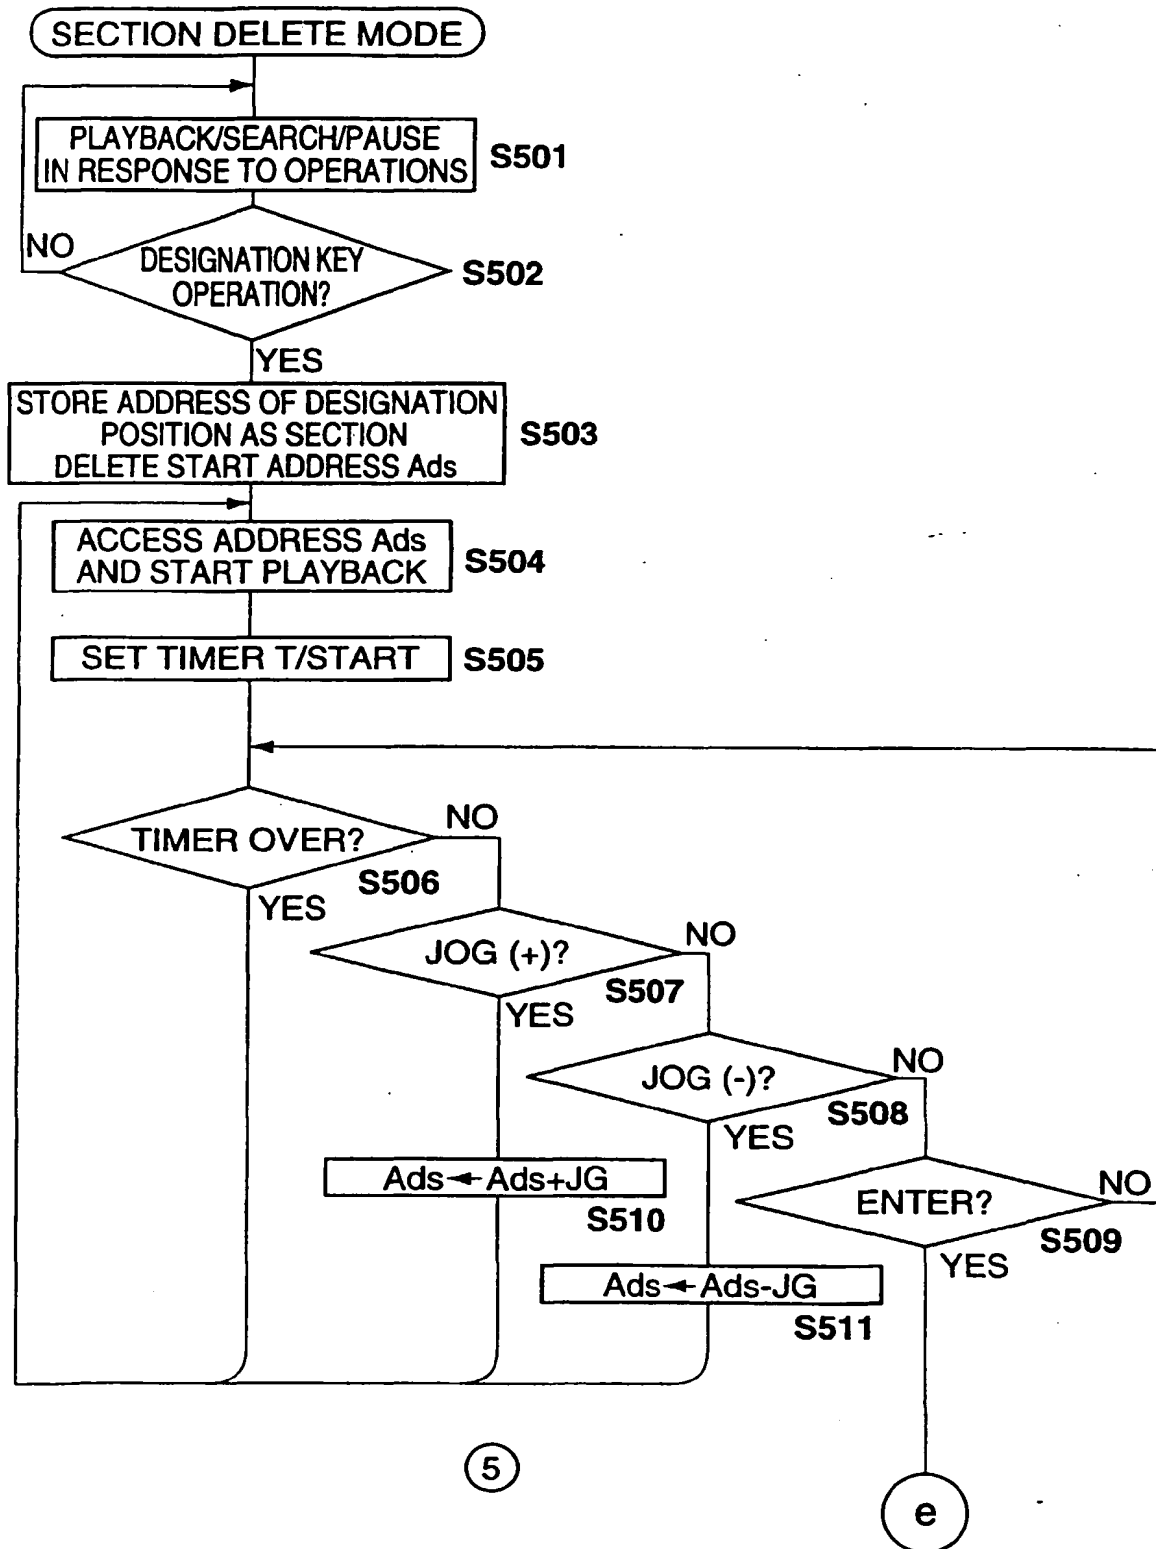 SECTION DELETE MODE
PLAYBACK/SEARCH/PAUSE
IN RESPONSE TO OPERATIONS
S501
NO
DESIGNATION KEY
OPERATION?
S502
YES
STORE ADDRESS OF DESIGNATION
POSITION AS SECTION
DELETE START ADDRESS Ads
S503
ACCESS ADDRESS Ads
AND START PLAYBACK
S504
SET TIMER T/START
S505
TIMER OVER?
NO
S506
YES
JOG (+)?
NO
S507
YES
JOG (-)?
NO
S508
YES
Ads←Ads+JG
S510
ENTER?
NO
S509
YES
Ads←Ads-JG
S511
5
e